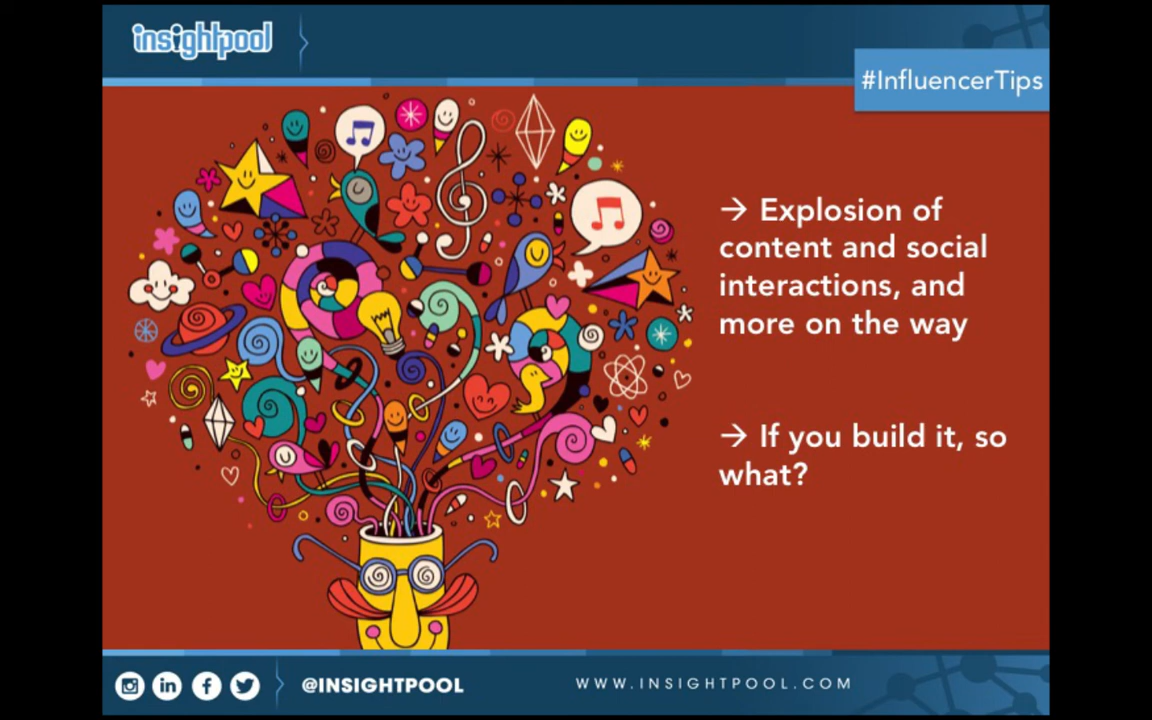 insightpool
#InfluencerTips
→ Explosion of
content and social
interactions, and
more on the way
→ If you build it, so
what?
@INSIGHTPOOL
WWW.INSIGHTPOOL.COM